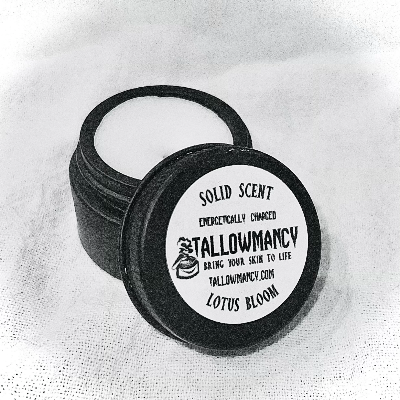 SOLID SCENT
ENERGETICALLY CHARGED
TALLOWMANCY
BRING YOUR SKIN TO LIFE
TALLOWMANCY.COM
LOTUS BLOOM